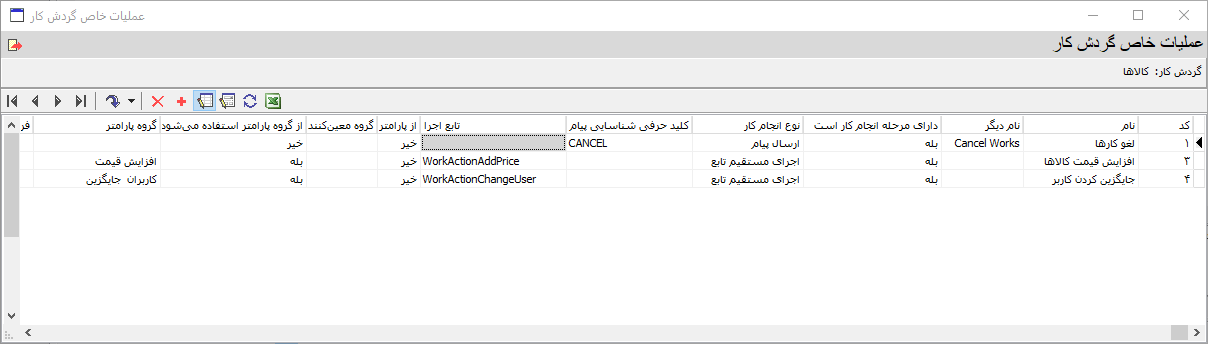 عملیات خاص گردش کار
عملیات خاص گردش کار
گردش کار: کالاها
کد نام نام دیگر دارای مرحله انجام کار است نوع انجام کار کلید حرفی شناسایی پیام تابع اجرا از پارامتر گروه معین‌کنند از گروه پارامتر استفاده می‌شود گروه پارامتر فر
۱ لغو کارها Cancel Works بله ارسال پیام CANCEL خیر خیر
۳ افزایش قیمت کالاها بله اجرای مستقیم تابع WorkActionAddPrice خیر بله افزایش قیمت
۴ جایگزین کردن کاربر بله اجرای مستقیم تابع WorkActionChangeUser خیر بله کاربران جایگزین